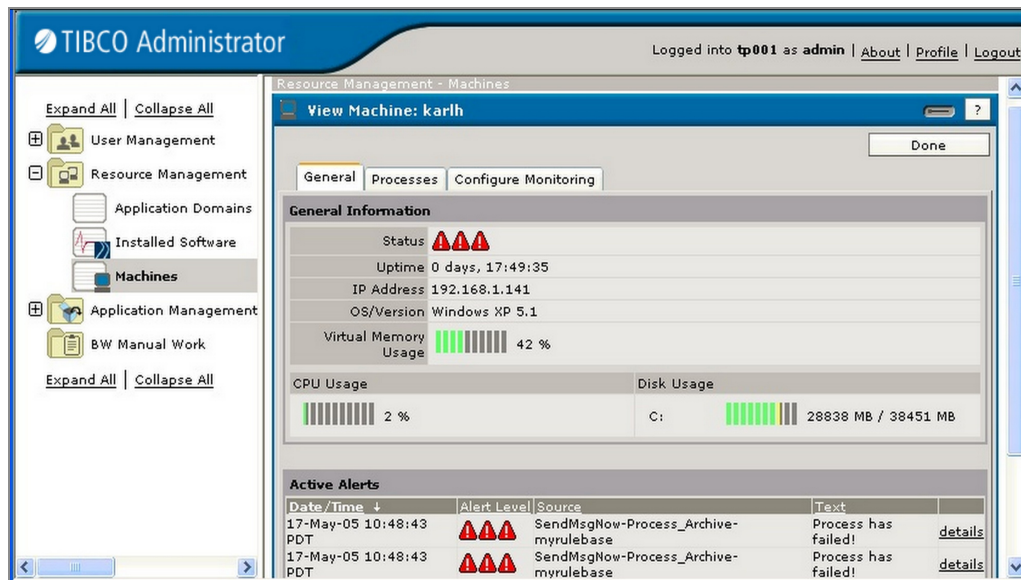 TIBCO Administrator
Logged into tp001 as admin | About | Profile | Logout
Expand All | Collapse All
User Management
Resource Management
Application Domains
Installed Software
Machines
Application Management
BW Manual Work
Expand All | Collapse All
Resource Management - Machines
View Machine: karlh
?
Done
General
Processes
Configure Monitoring
General Information
Status
Uptime 0 days, 17:49:35
IP Address 192.168.1.141
OS/Version Windows XP 5.1
Virtual Memory
Usage
42 %
CPU Usage
Disk Usage
2 %
C:
28838 MB / 38451 MB
Active Alerts
Date/Time
Alert Level
Source
Text
17-May-05 10:48:43
PDT
SendMsgNow-Process_Archive-
myrulebase
Process has
failed!
details
17-May-05 10:48:43
PDT
SendMsgNow-Process_Archive-
myrulebase
Process has
failed!
details